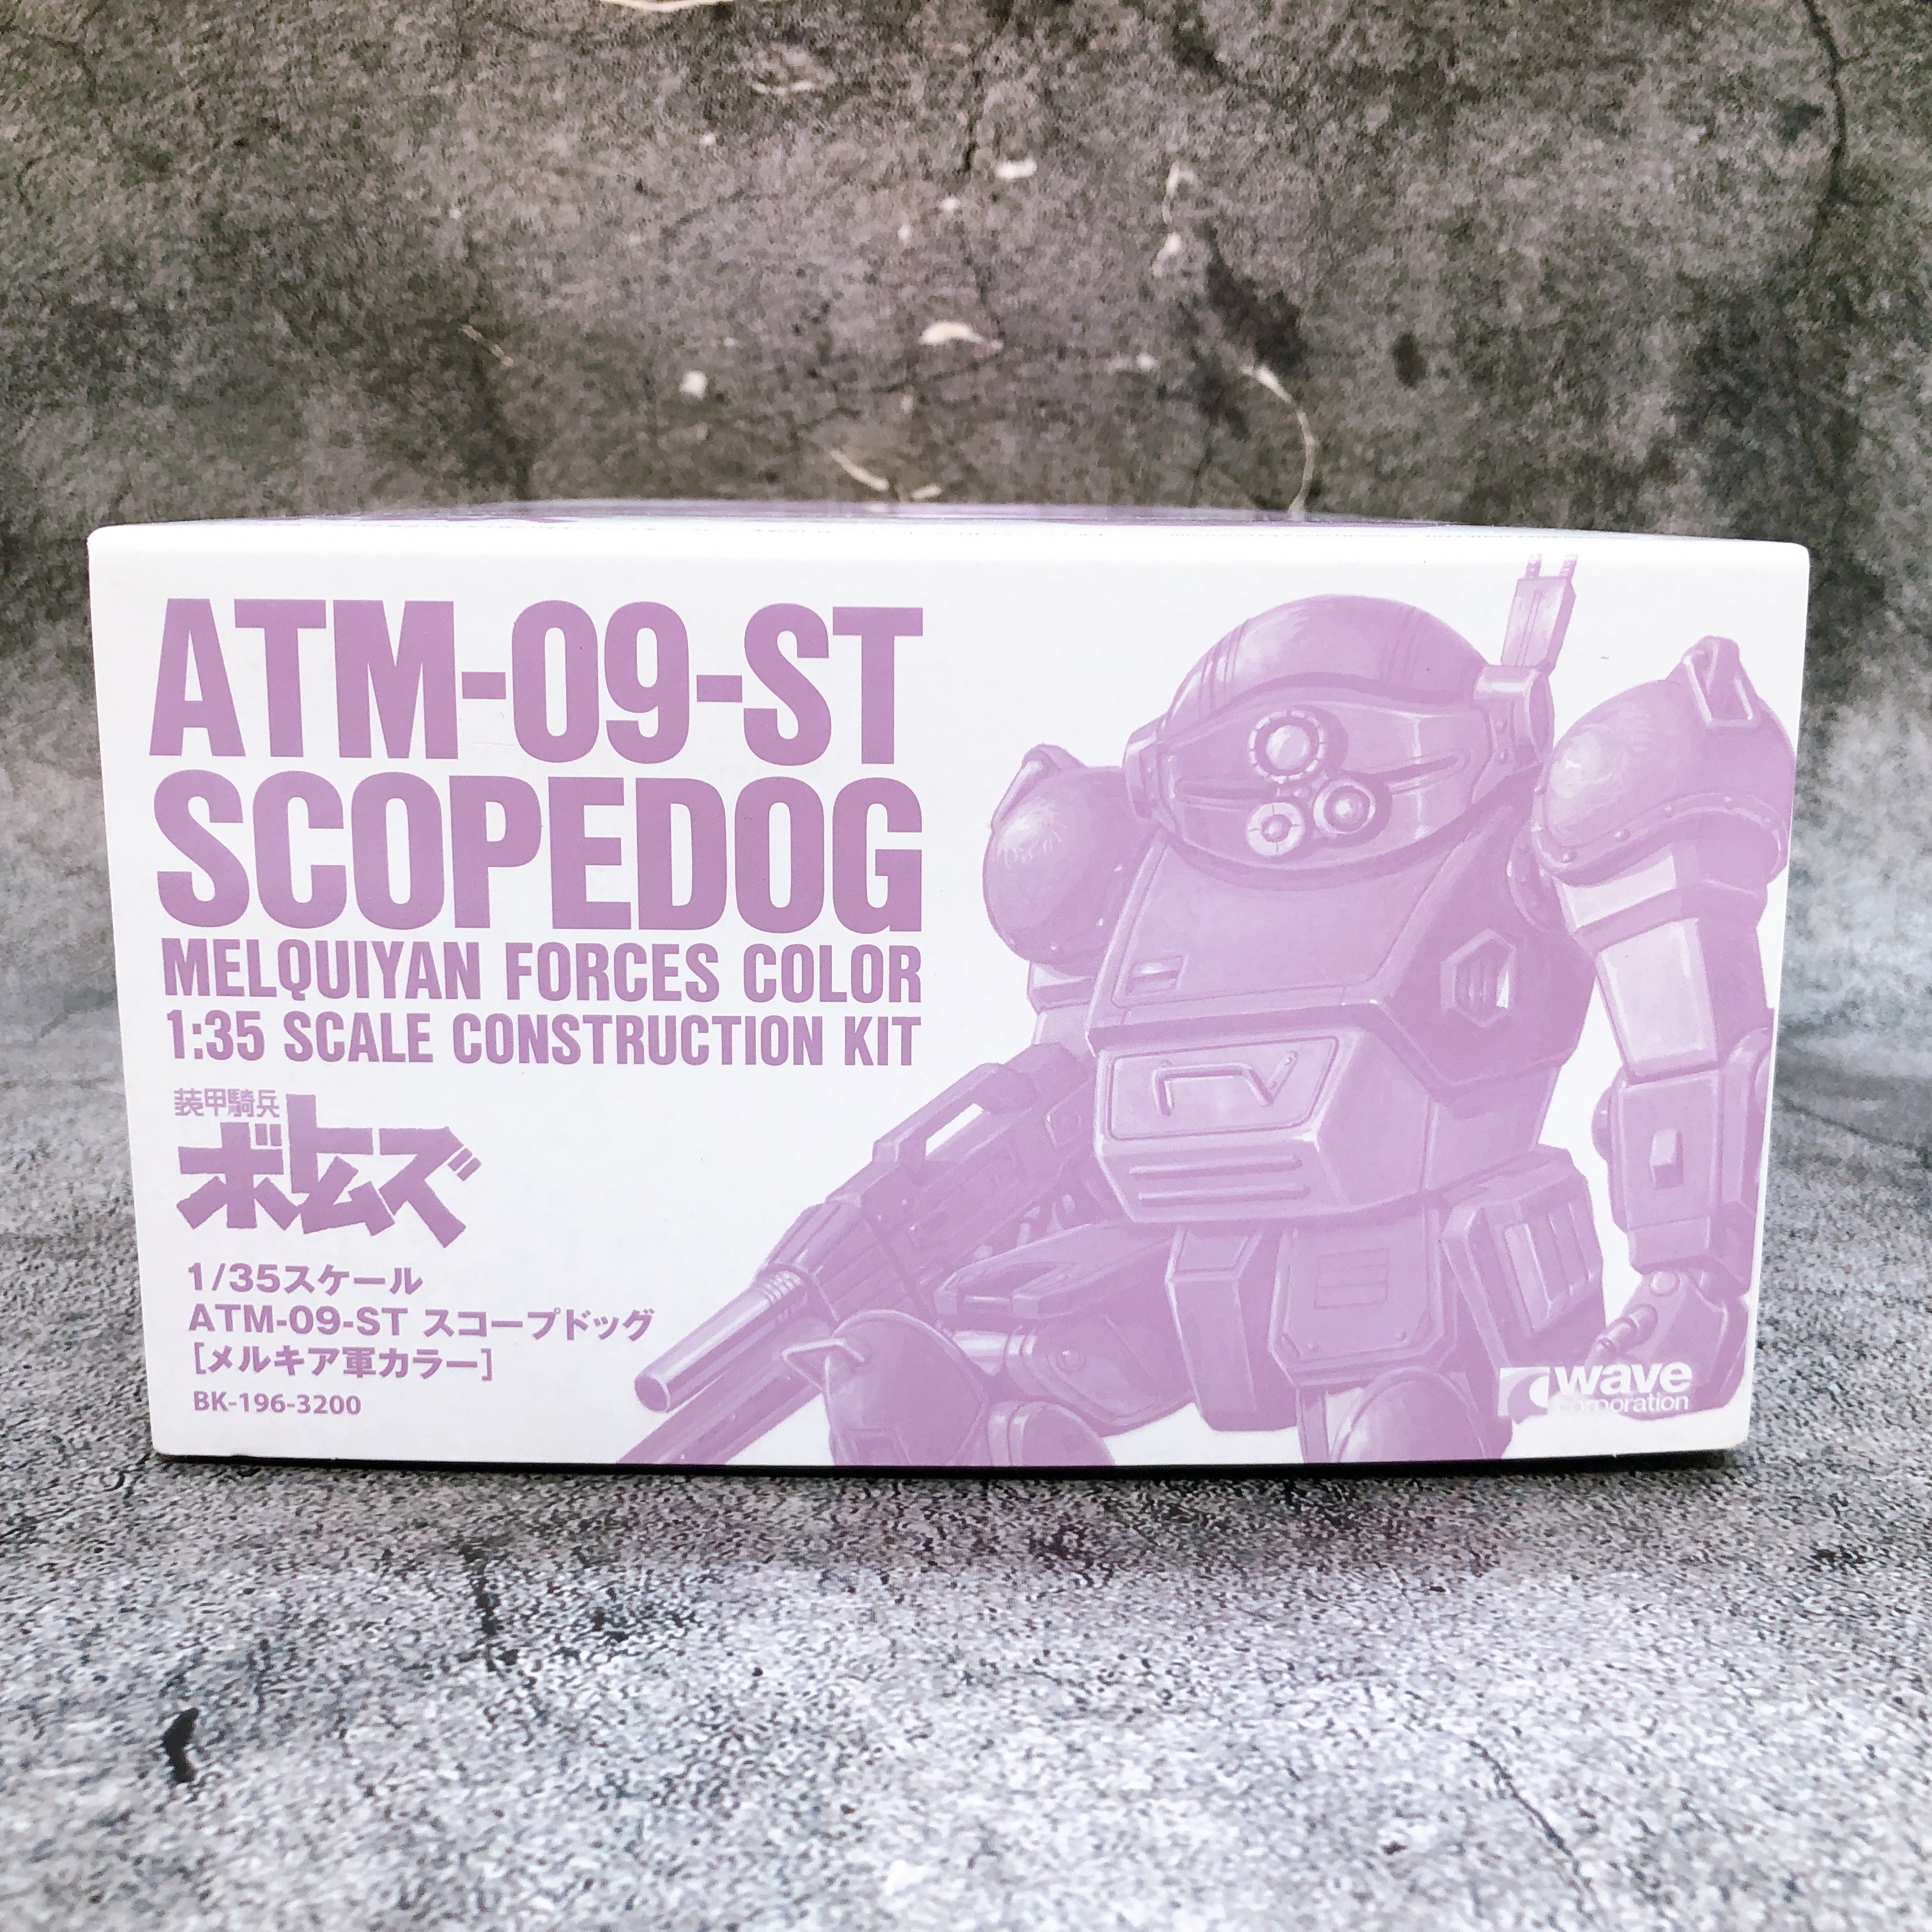 ATM-09-ST
SCOPEDOG
MELQUIYAN FORCES COLOR
1:35 SCALE CONSTRUCTION KIT
装甲騎兵
ボトムズ
1/35スケール
ATM-09-ST スコープドッグ
[メルキア軍カラー]
BK-196-3200
wave
corporation